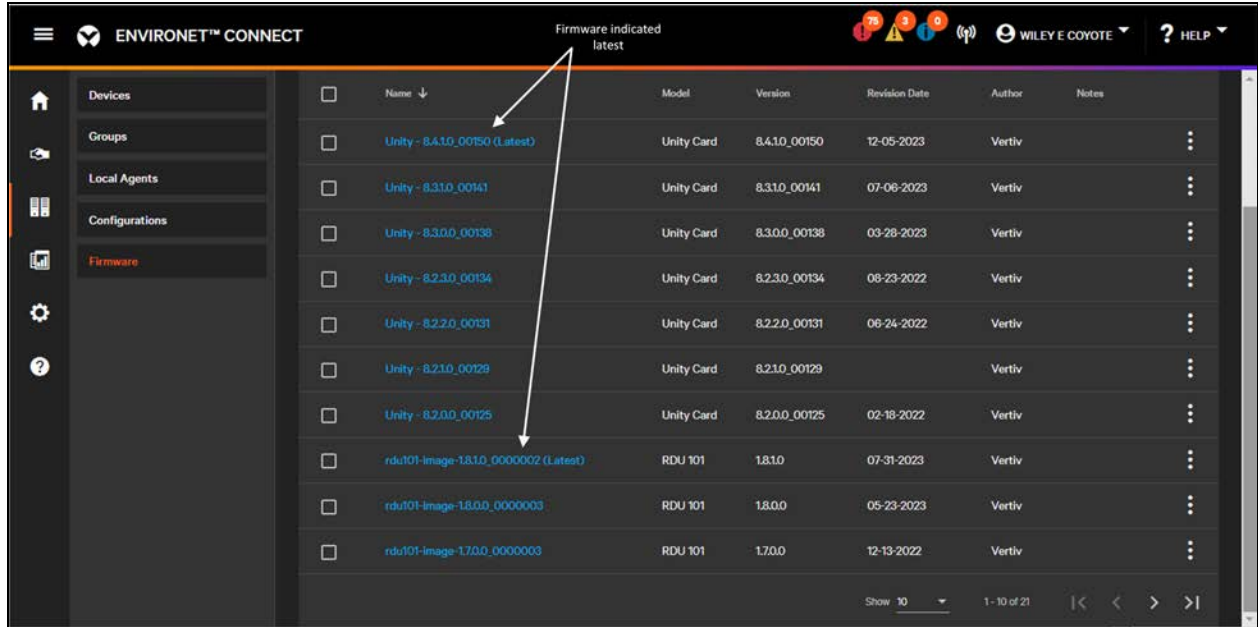 ENVIRONET™ CONNECT
Firmware indicated
latest
75 3 0
WILEY E COYOTE
? HELP
Devices
Groups
Local Agents
Configurations
Firmware
Name Model Version Revision Date Author Notes
Unity - 8.4.1.0_00150 (Latest) Unity Card 8.4.1.0_00150 12-05-2023 Vertiv
Unity - 8.3.1.0_00141 Unity Card 8.3.1.0_00141 07-06-2023 Vertiv
Unity - 8.3.0.0_00138 Unity Card 8.3.0.0_00138 03-28-2023 Vertiv
Unity - 8.2.3.0_00134 Unity Card 8.2.3.0_00134 08-23-2022 Vertiv
Unity - 8.2.2.0_00131 Unity Card 8.2.2.0_00131 06-24-2022 Vertiv
Unity - 8.2.1.0_00129 Unity Card 8.2.1.0_00129 Vertiv
Unity - 8.2.0.0_00125 Unity Card 8.2.0.0_00125 02-18-2022 Vertiv
rdu101-image-1.8.1.0_0000002 (Latest) RDU 101 1.8.1.0 07-31-2023 Vertiv
rdu101-image-1.8.0.0_0000003 RDU 101 1.8.0.0 05-23-2023 Vertiv
rdu101-image-1.7.0.0_0000003 RDU 101 1.7.0.0 12-13-2022 Vertiv
Show 10 1 - 10 of 21